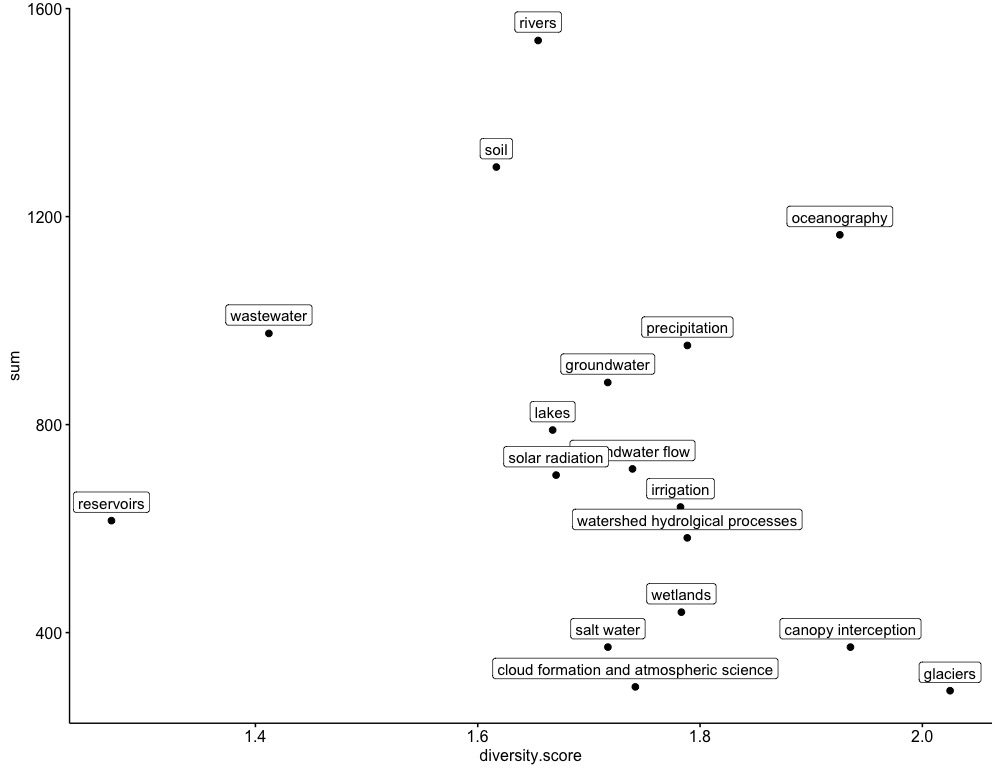 1600
rivers
soil
1200
oceanography
wastewater
precipitation
groundwater
sum
lakes
800
ndwater flow
solar radiation
irrigation
reservoirs
watershed hydrolgical processes
wetlands
400
salt water
canopy interception
cloud formation and atmospheric science
glaciers
1.4 1.6 1.8 2.0
diversity.score